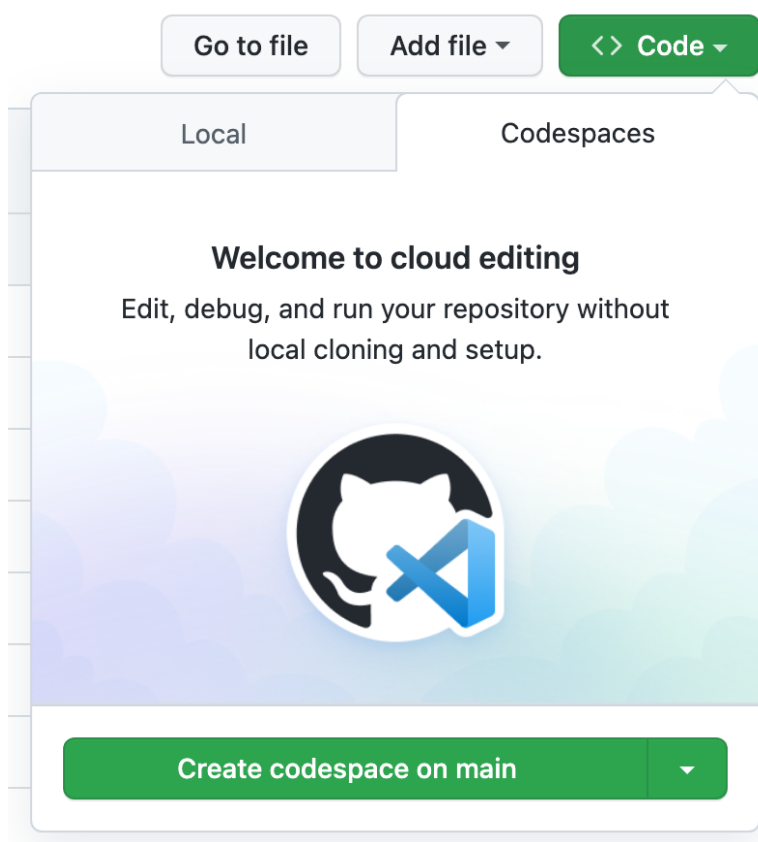 Go to file
Add file
<> Code
Local
Codespaces
Welcome to cloud editing
Edit, debug, and run your repository without
local cloning and setup.
Create codespace on main